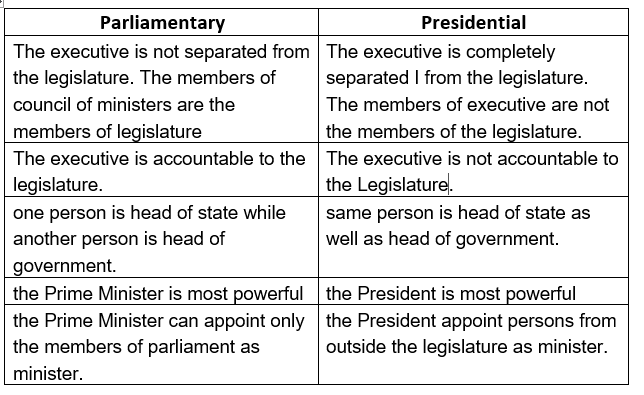 Parliamentary
Presidential
The executive is not separated from
the legislature. The members of
council of ministers are the
members of legislature
The executive is completely
separated I from the legislature.
The members of executive are not
the members of the legislature.
The executive is accountable to the
legislature.
The executive is not accountable to
the Legislature.
one person is head of state while
another person is head of
government.
same person is head of state as
well as head of government.
the Prime Minister is most powerful
the President is most powerful
the Prime Minister can appoint only
the members of parliament as
minister.
the President appoint persons from
outside the legislature as minister.